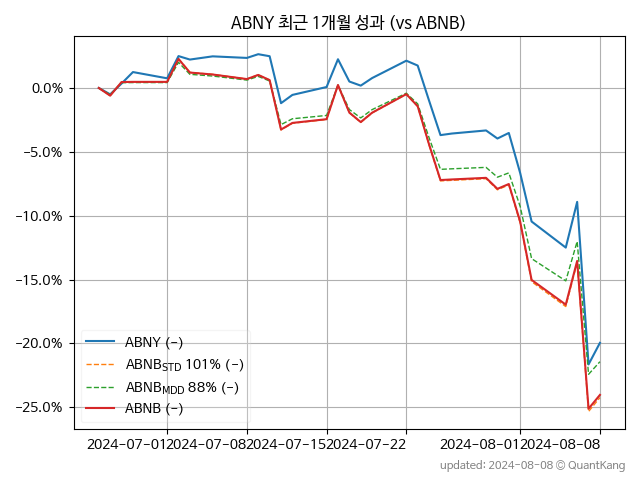 ABNY 최근 1개월 성과 (vs ABNB)
0.0%
−5.0%
−10.0%
−15.0%
−20.0%
−25.0%
ABNY (-)
ABNB_STD 101% (-)
ABNB_MDD 88% (-)
ABNB (-)
2024-07-01 2024-07-08 2024-07-15 2024-07-22 2024-08-01 2024-08-08
updated: 2024-08-08 © QuantKang